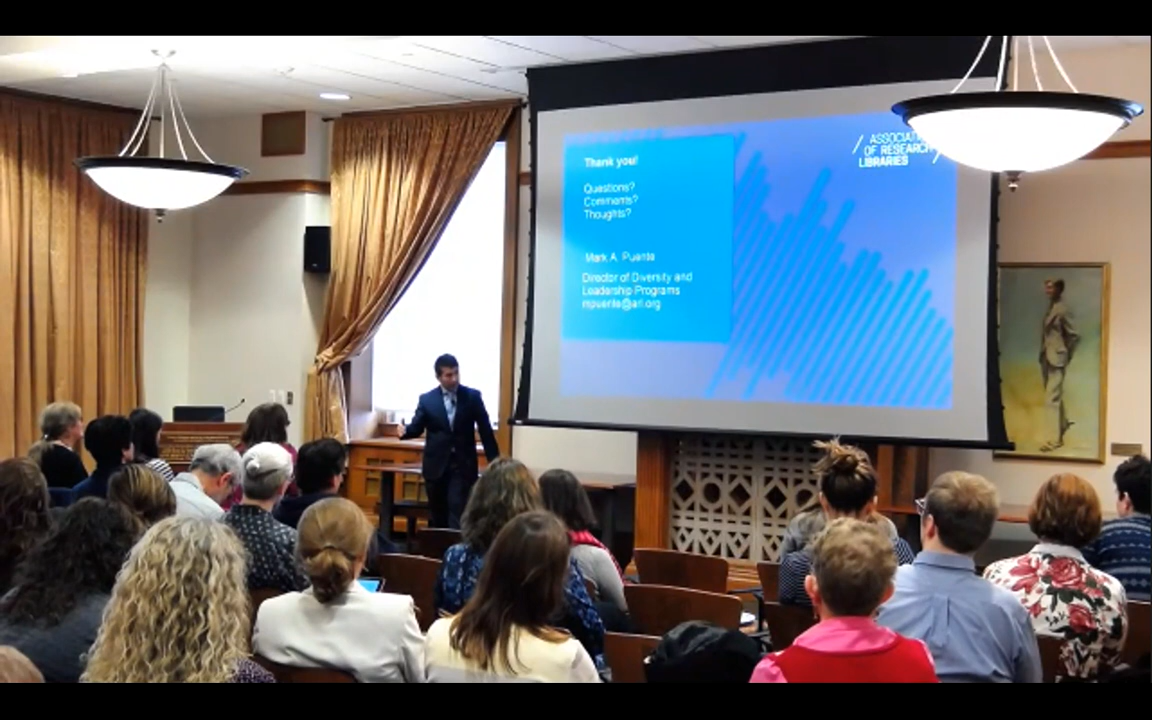 Thank you!
Questions?
Comments?
Thoughts?
Mark A. Puente
Director of Diversity and
Leadership Programs
mpuente@arl.org
OF RESEARCH
LIBRARIES